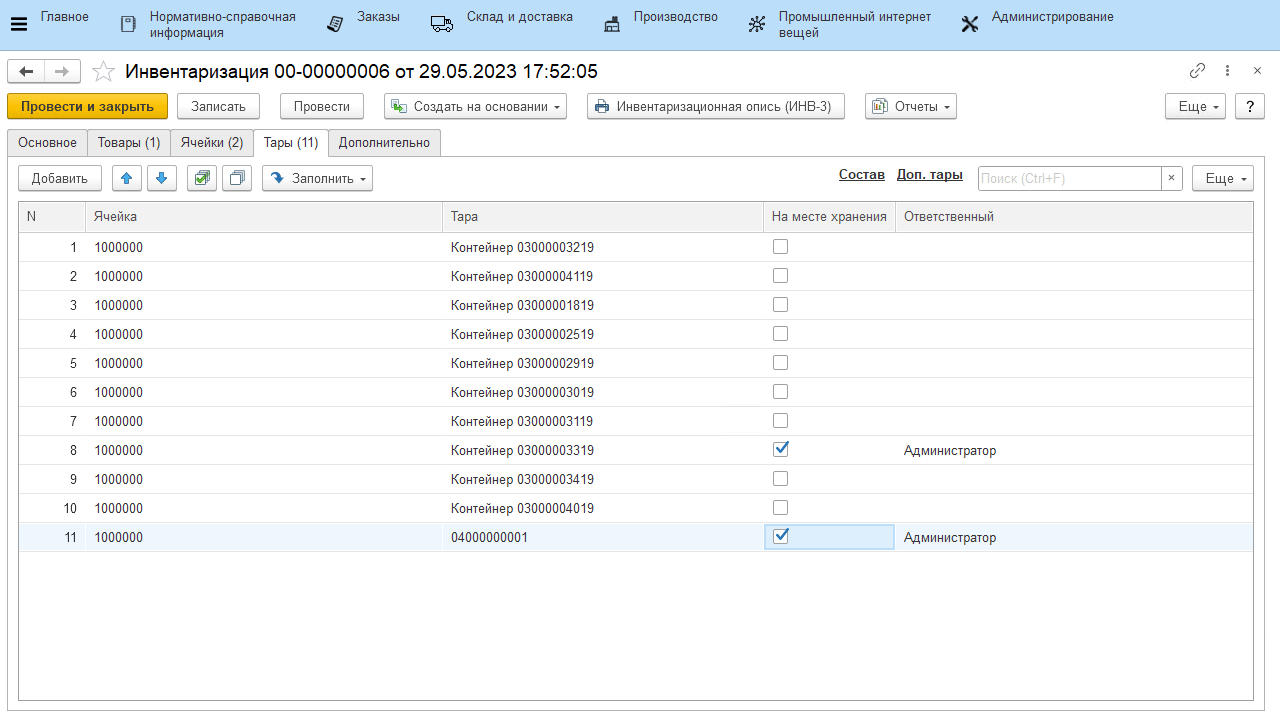 Главное
Нормативно-справочная
информация
Заказы
Склад и доставка
Производство
Промышленный интернет
вещей
Администрирование
Инвентаризация 00-00000006 от 29.05.2023 17:52:05
Провести и закрыть
Записать
Провести
Создать на основании
Инвентаризационная опись (ИНВ-3)
Отчеты
Еще
?
Основное
Товары (1)
Ячейки (2)
Тары (11)
Дополнительно
Добавить
Заполнить
Состав
Доп. тары
Поиск (Ctrl+F)
×
Еще
N Ячейка Тара На месте хранения Ответственный
1 1000000 Контейнер 03000003219
2 1000000 Контейнер 03000004119
3 1000000 Контейнер 03000001819
4 1000000 Контейнер 03000002519
5 1000000 Контейнер 03000002919
6 1000000 Контейнер 03000003019
7 1000000 Контейнер 03000003119
8 1000000 Контейнер 03000003319 Администратор
9 1000000 Контейнер 03000003419
10 1000000 Контейнер 03000004019
11 1000000 04000000001 Администратор